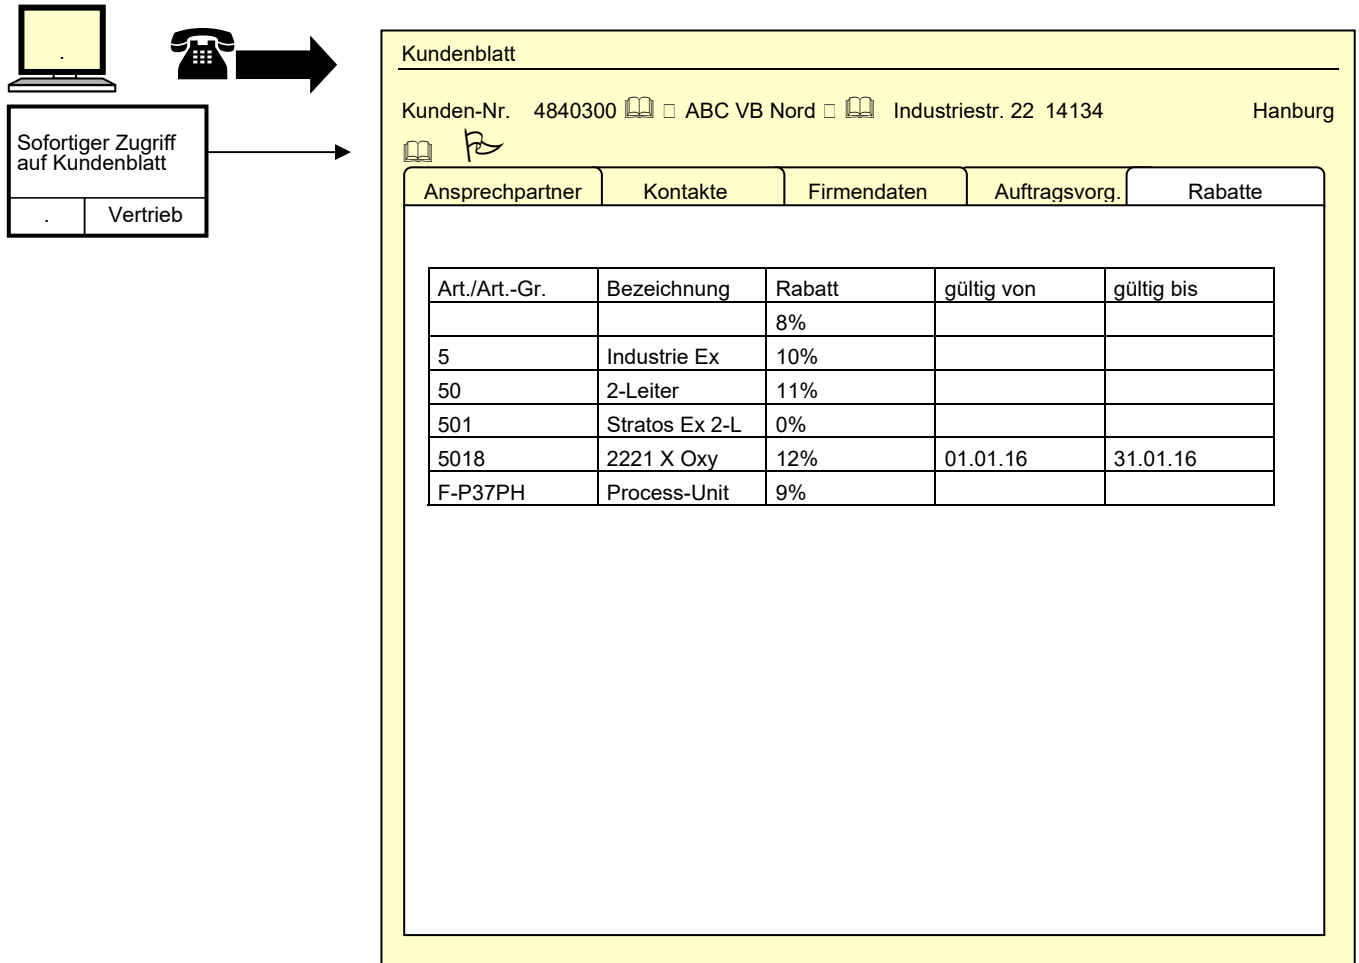 Kundenblatt
Kunden-Nr. 4840300 ABC VB Nord Industriestr. 22 14134 Hanburg
Sofortiger Zugriff
auf Kundenblatt
. Vertrieb
Ansprechpartner Kontakte Firmendaten Auftragsvorg. Rabatte
Art./Art.-Gr. Bezeichnung Rabatt gültig von gültig bis
8%
5 Industrie Ex 10%
50 2-Leiter 11%
501 Stratos Ex 2-L 0%
5018 2221 X Oxy 12% 01.01.16 31.01.16
F-P37PH Process-Unit 9%